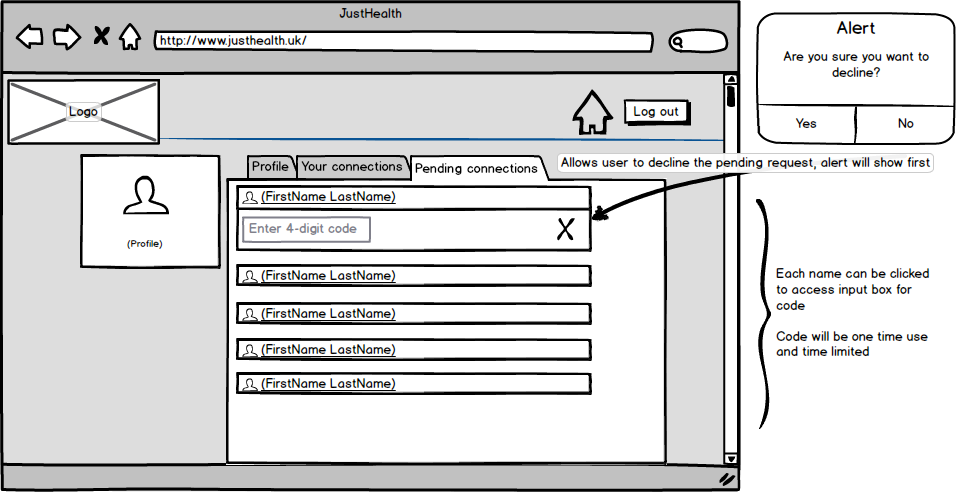 JustHealth
http://www.justhealth.uk/
Logo
Log out
Alert
Are you sure you want to
decline?
Yes
No
Allows user to decline the pending request, alert will show first
Profile
Your connections
Pending connections
(Profile)
(FirstName LastName)
Enter 4-digit code
X
(FirstName LastName)
(FirstName LastName)
(FirstName LastName)
(FirstName LastName)
Each name can be clicked
to access input box for
code
Code will be one time use
and time limited